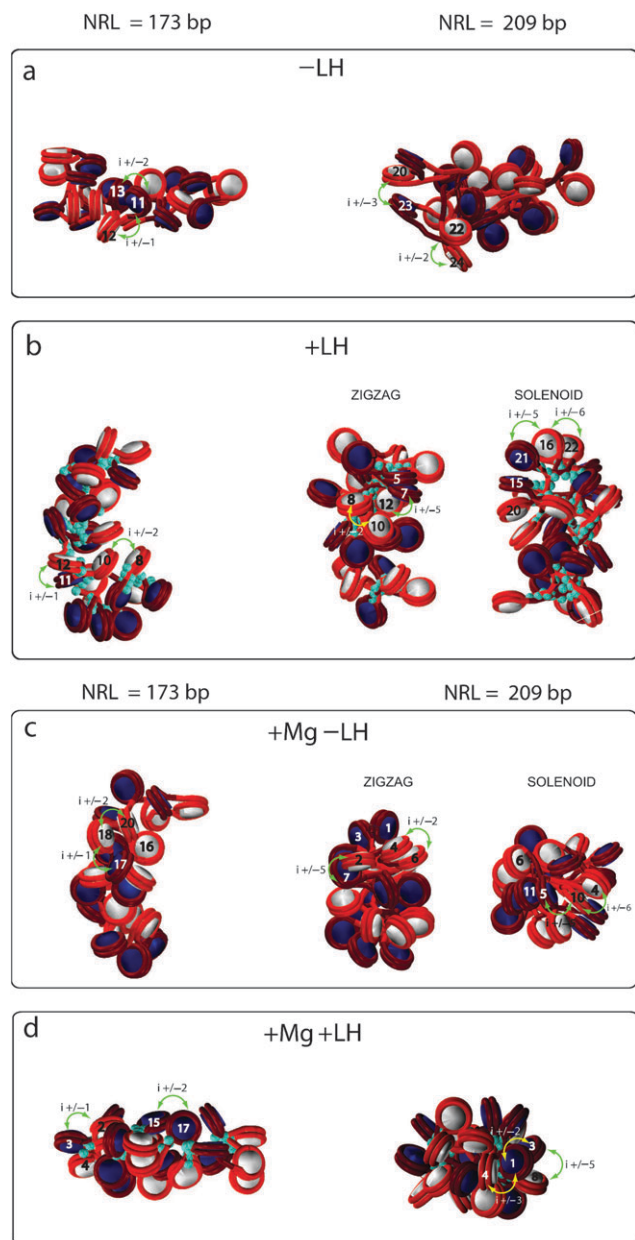 NRL = 173 bp NRL = 209 bp
a
−LH
i +/−2
13
11
12
i +/−1
20
i +/−3
23
22
i +/−2
24
b
+LH
ZIGZAG SOLENOID
i +/−5 i +/−6
21 16 22
15
20
5
7
8 12
i +/−5
i +/−2
10
i +/−2
12 10 8
11
i +/−1
NRL = 173 bp NRL = 209 bp
c
+Mg −LH
ZIGZAG SOLENOID
i +/−2
20
18
16
i +/−1
17
1
3
i +/−2
4
2
6
i +/−5
7
6
11 5 10 4
i +/−6
d
+Mg +LH
i +/−1
i +/−2
2
15 17
3
4
i +/−2
3
1
4
i +/−5
i +/−3